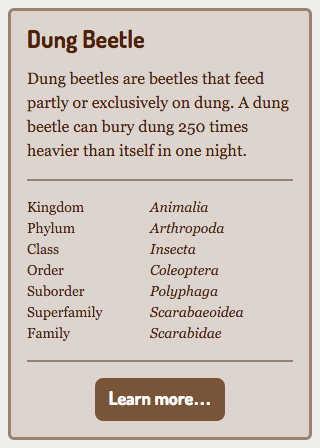 Dung Beetle
Dung beetles are beetles that feed
partly or exclusively on dung. A dung
beetle can bury dung 250 times
heavier than itself in one night.
Kingdom Animalia
Phylum Arthropoda
Class Insecta
Order Coleoptera
Suborder Polyphaga
Superfamily Scarabaeoidea
Family Scarabidae
Learn more...